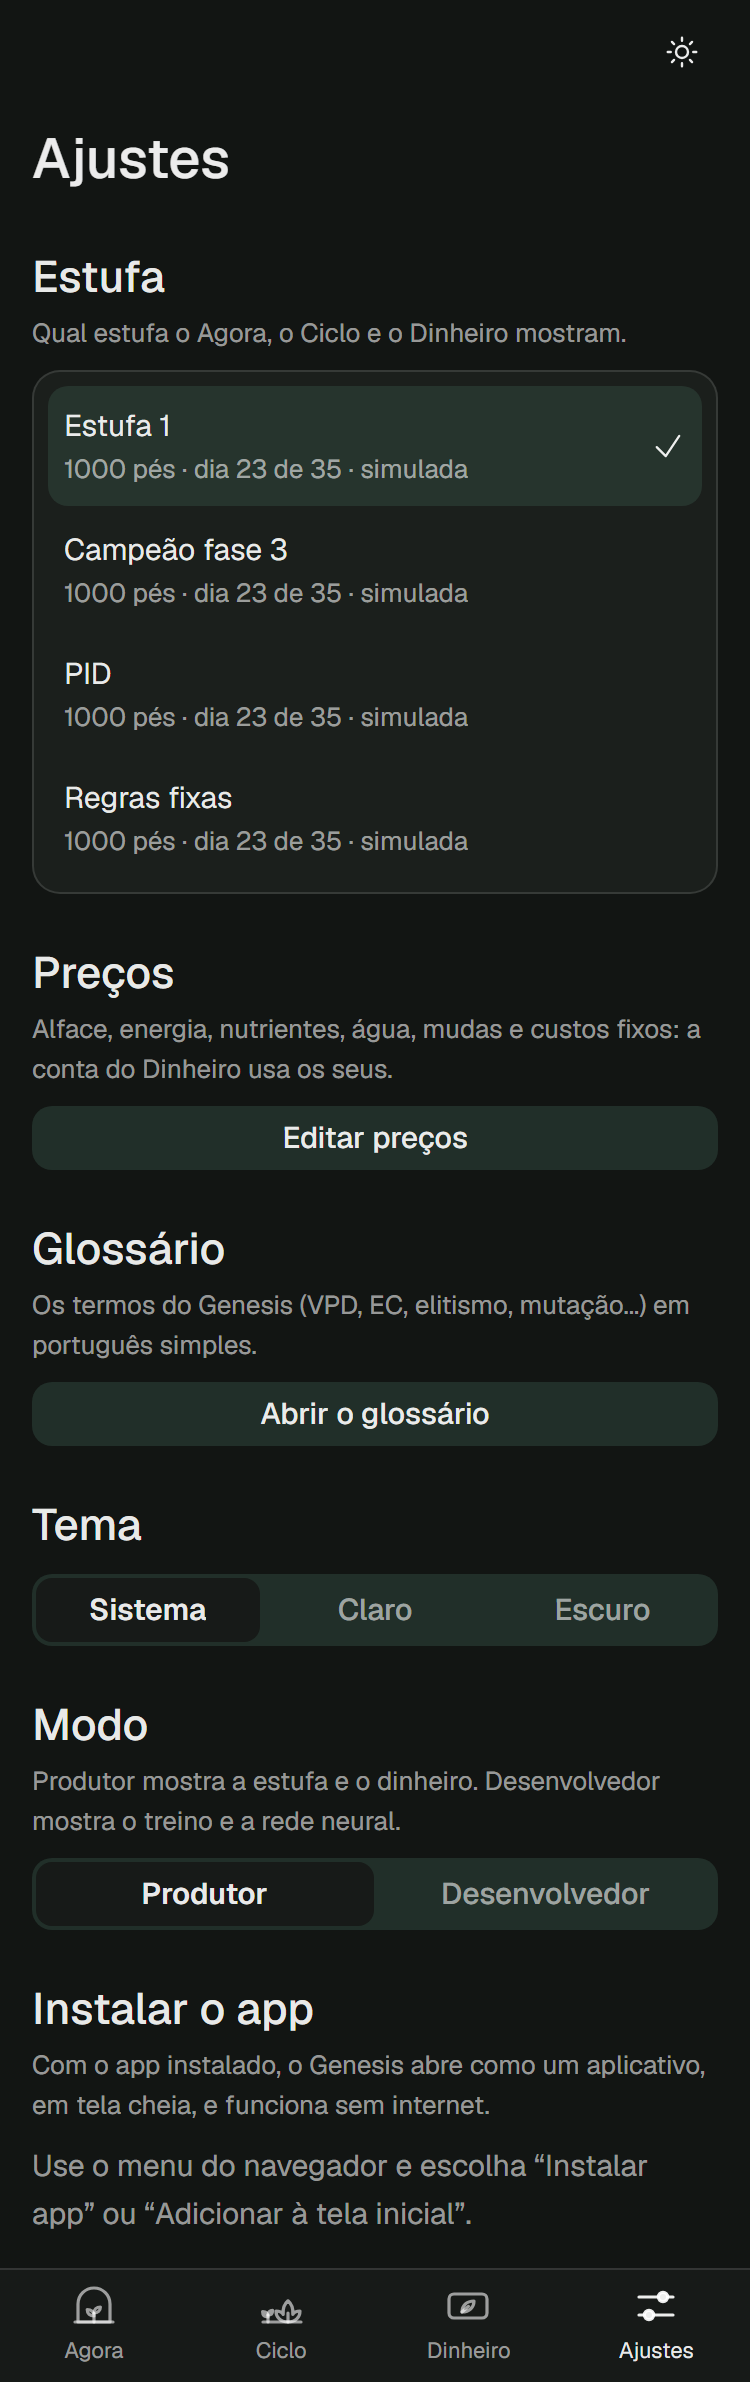 Ajustes
Estufa
Qual estufa o Agora, o Ciclo e o Dinheiro mostram.
Estufa 1
1000 pés · dia 23 de 35 · simulada
Campeão fase 3
1000 pés · dia 23 de 35 · simulada
PID
1000 pés · dia 23 de 35 · simulada
Regras fixas
1000 pés · dia 23 de 35 · simulada
Preços
Alface, energia, nutrientes, água, mudas e custos fixos: a
conta do Dinheiro usa os seus.
Editar preços
Glossário
Os termos do Genesis (VPD, EC, elitismo, mutação...) em
português simples.
Abrir o glossário
Tema
Sistema Claro Escuro
Modo
Produtor mostra a estufa e o dinheiro. Desenvolvedor
mostra o treino e a rede neural.
Produtor Desenvolvedor
Instalar o app
Com o app instalado, o Genesis abre como um aplicativo,
em tela cheia, e funciona sem internet.
Use o menu do navegador e escolha “Instalar
app” ou “Adicionar à tela inicial”.
Agora Ciclo Dinheiro Ajustes